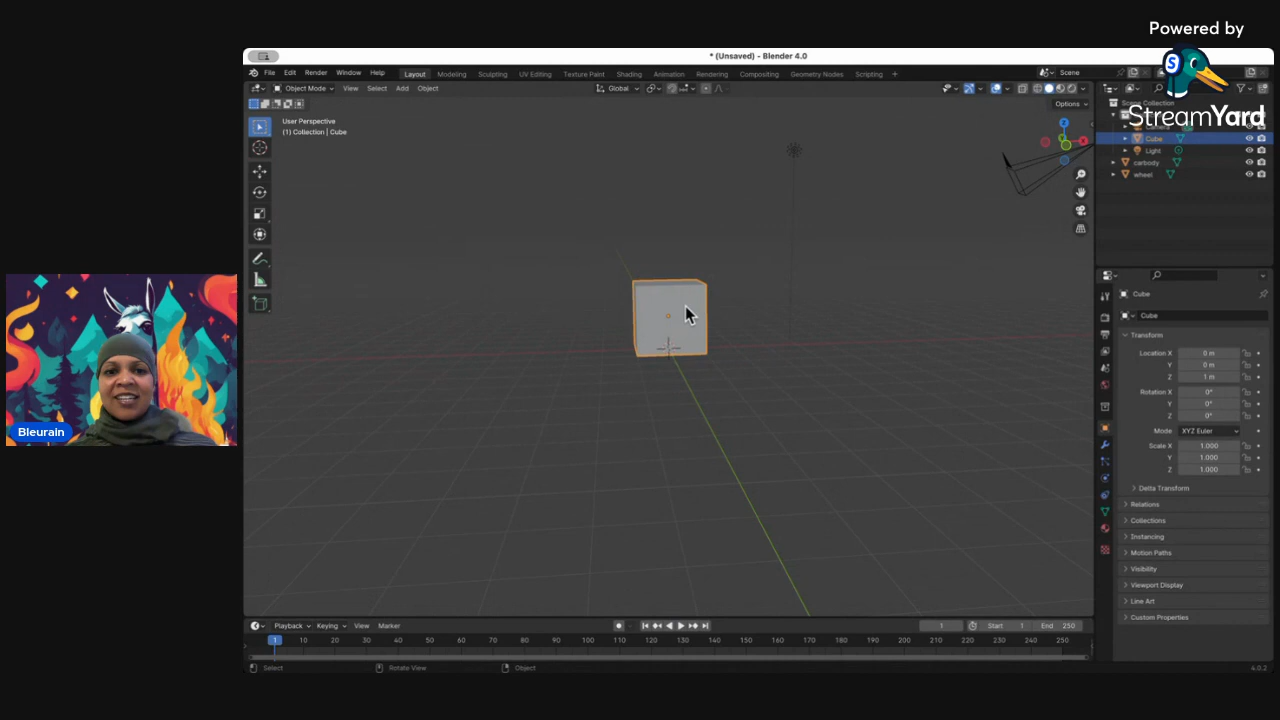 Powered by
StreamYard
* (Unsaved) - Blender 4.0
File Edit Render Window Help Layout Modeling Sculpting UV Editing Texture Paint Shading Animation Rendering Compositing Geometry Nodes Scripting + Scene
Object Mode View Select Add Object Global
Options
User Perspective
(1) Collection | Cube
Z
X
Camera
Cube
Light
carbody
wheel
Cube
Cube
Transform
Location X 0 m
Y 0 m
Z 1 m
Rotation X 0°
Y 0°
Z 0°
Mode XYZ Euler
Scale X 1.000
Y 1.000
Z 1.000
Delta Transform
Relations
Collections
Instancing
Motion Paths
Visibility
Viewport Display
Line Art
Custom Properties
Bleurain
Playback Keying View Marker 1 Start 1 End 250
1 10 20 30 40 50 60 70 80 90 100 110 120 130 140 150 160 170 180 190 200 210 220 230 240 250
Select Rotate View Object 4.0.2